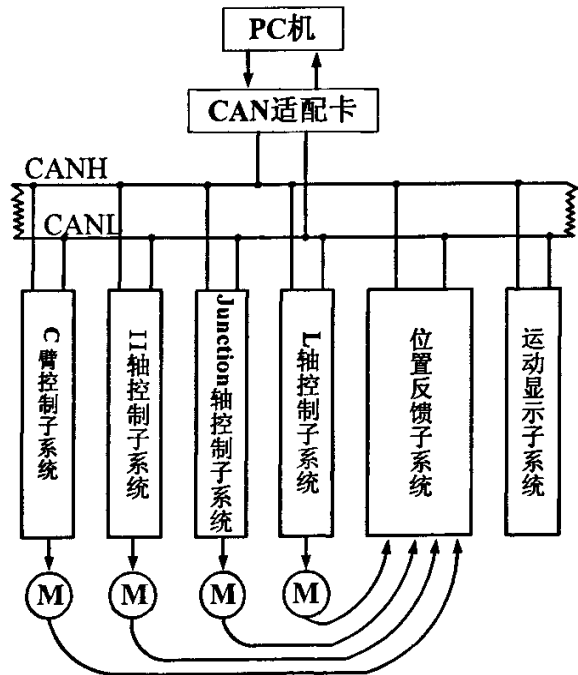 PC机
CAN适配卡
CANH
CANL
C臂控制子系统
II轴控制子系统
Junction轴控制子系统
L轴控制子系统
位置反馈子系统
运动显示子系统
M
M
M
M